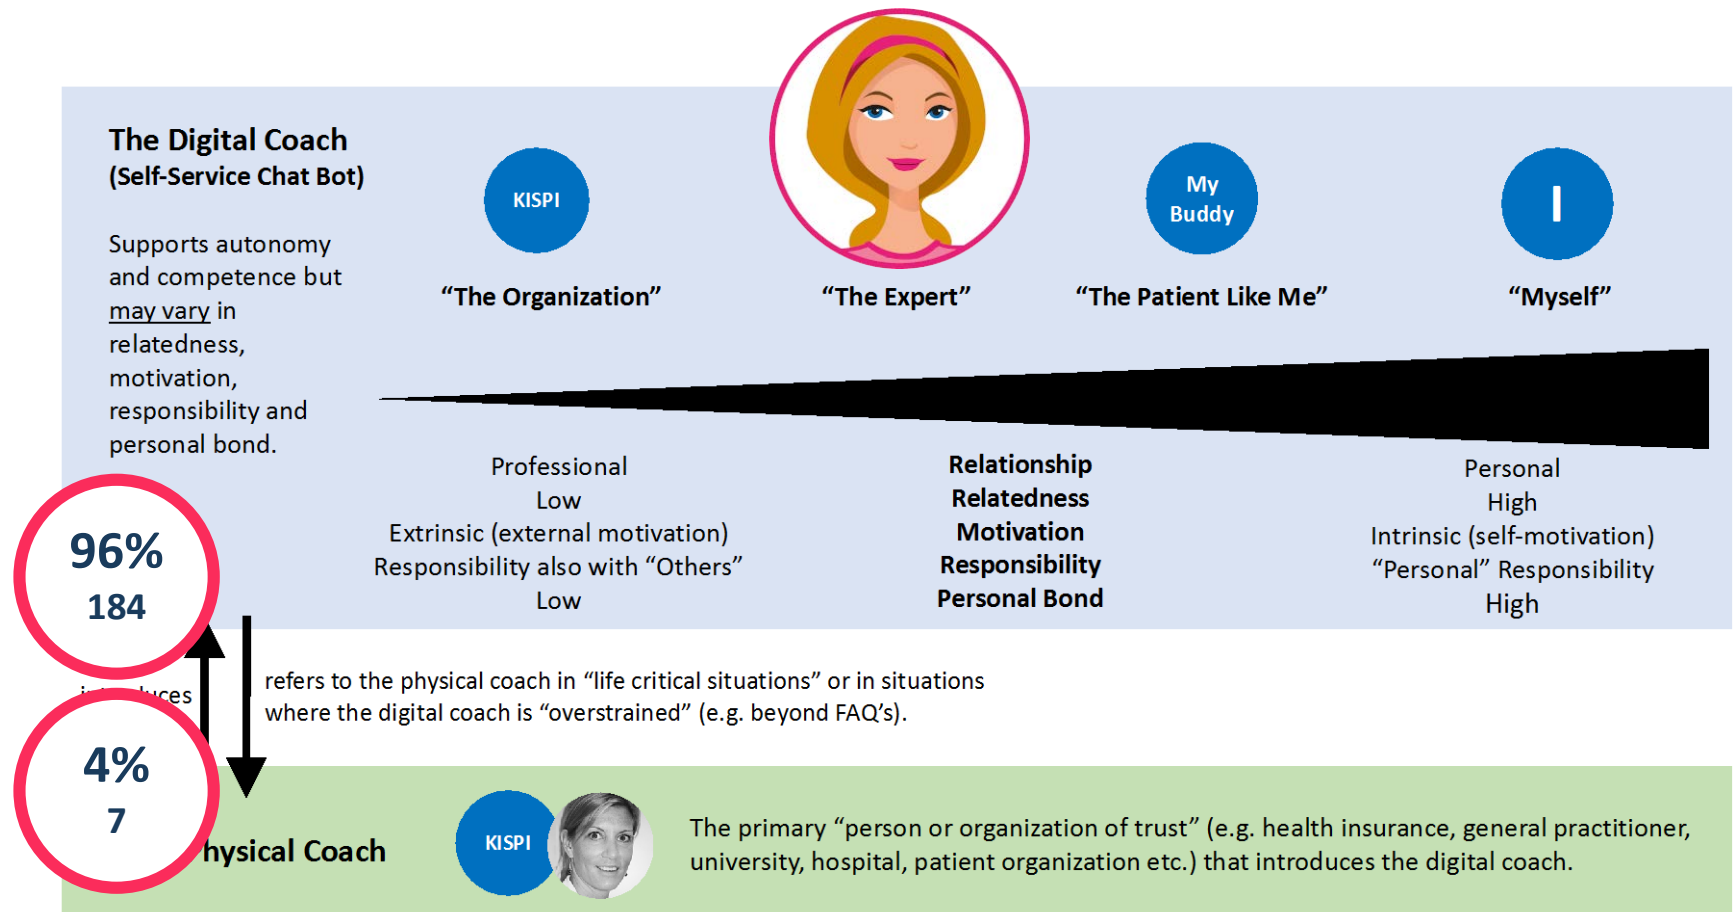 The Digital Coach
(Self-Service Chat Bot)
Supports autonomy
and competence but
may vary in
relatedness,
motivation,
responsibility and
personal bond.
KISPI
My
Buddy
I
“The Organization”
“The Expert”
“The Patient Like Me”
“Myself”
Professional
Low
Extrinsic (external motivation)
Responsibility also with “Others”
Low
Relationship
Relatedness
Motivation
Responsibility
Personal Bond
Personal
High
Intrinsic (self-motivation)
“Personal” Responsibility
High
96%
184
refers to the physical coach in “life critical situations” or in situations
where the digital coach is “overstrained” (e.g. beyond FAQ’s).
4%
7
hysical Coach
KISPI
The primary “person or organization of trust” (e.g. health insurance, general practitioner,
university, hospital, patient organization etc.) that introduces the digital coach.